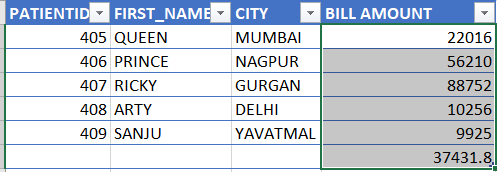 PATIENTID FIRST_NAME CITY BILL AMOUNT
405 QUEEN MUMBAI 22016
406 PRINCE NAGPUR 56210
407 RICKY GURGAN 88752
408 ARTY DELHI 10256
409 SANJU YAVATMAL 9925
37431.8